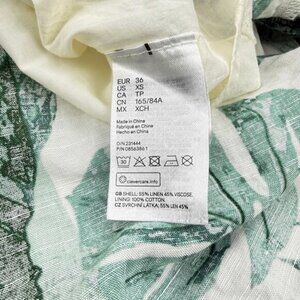 EUR 36
US XS
CA TP
CN 165/84A
MX XCH
Made in China
Fabriqué en Chine
Hecho en China
O/N 231444
P/N 08563861
30
clevercare.info
GB SHELL: 55% LINEN 45% VISCOSE.
LINING: 100% COTTON.
CZ SVRCHNÍ LÁTKA: 55% LEN 45%